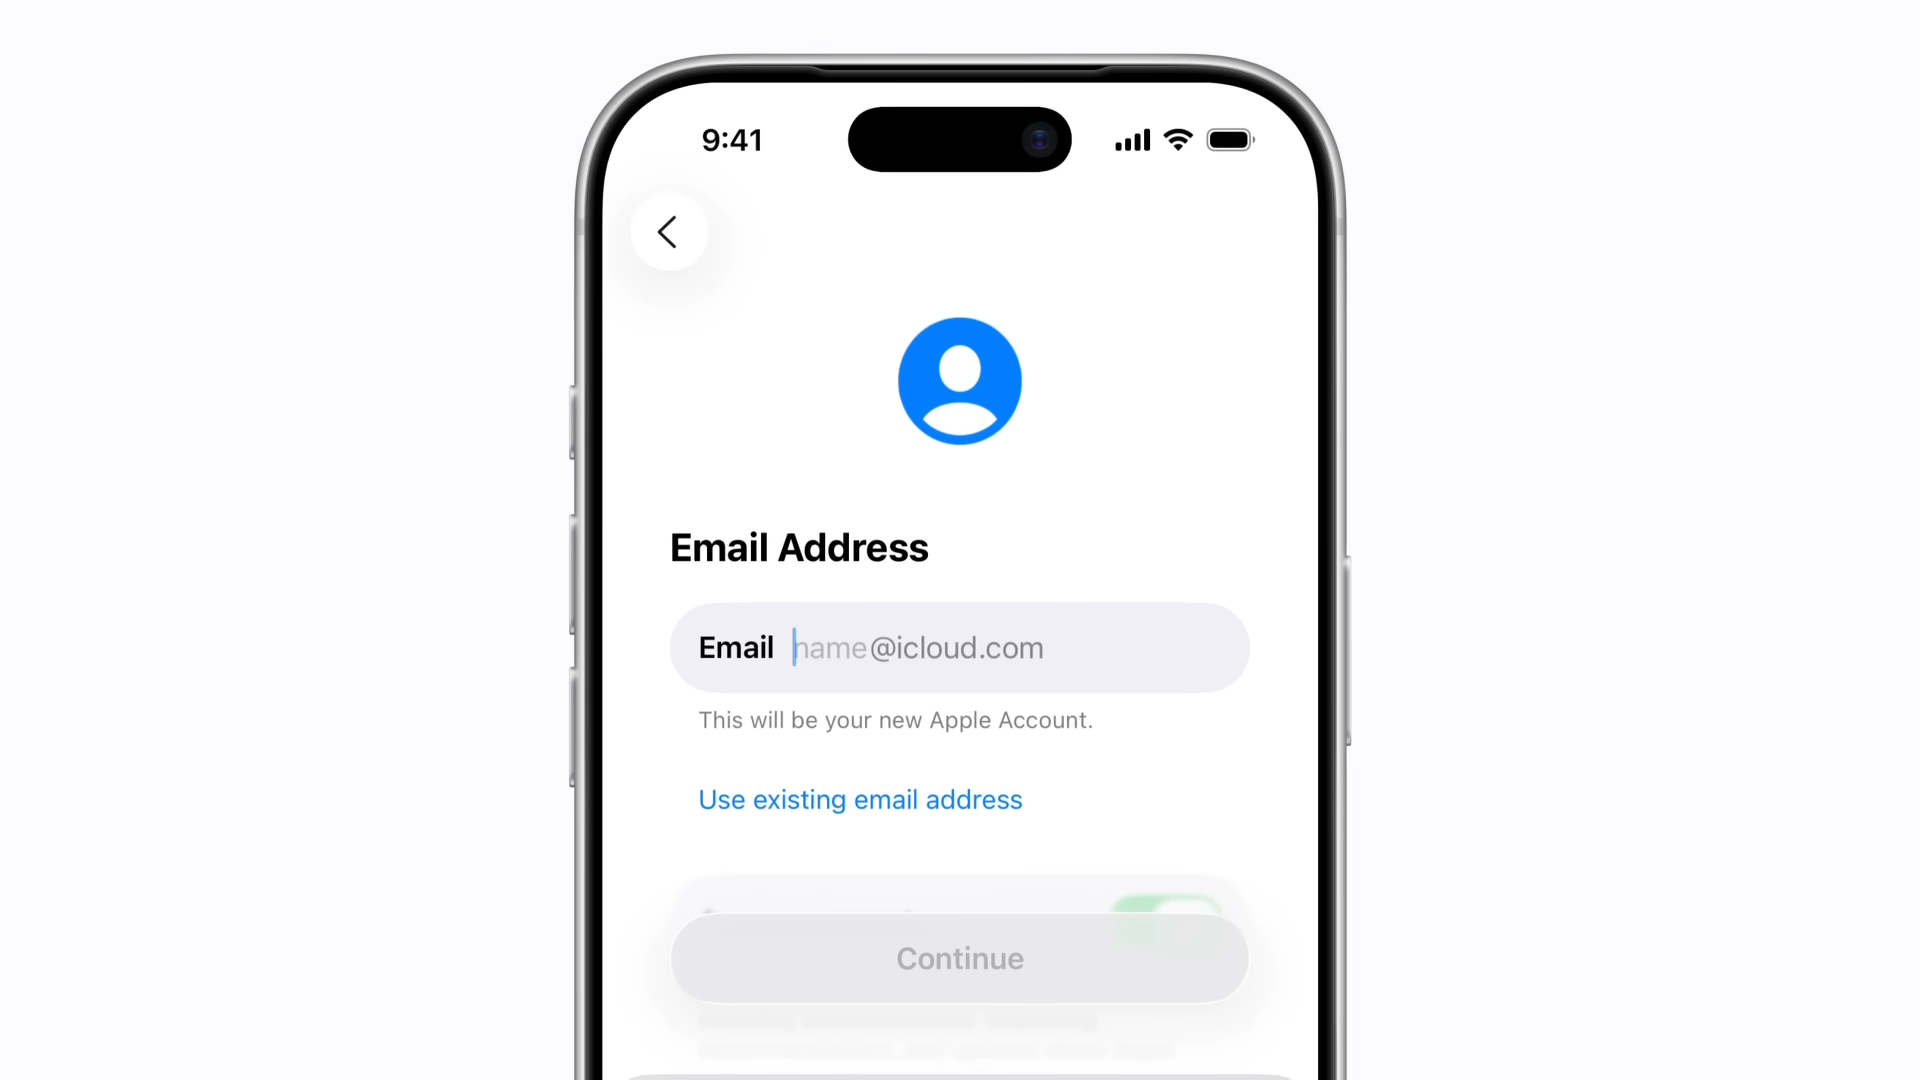 9:41
Email Address
Email name@icloud.com
This will be your new Apple Account.
Use existing email address
Continue